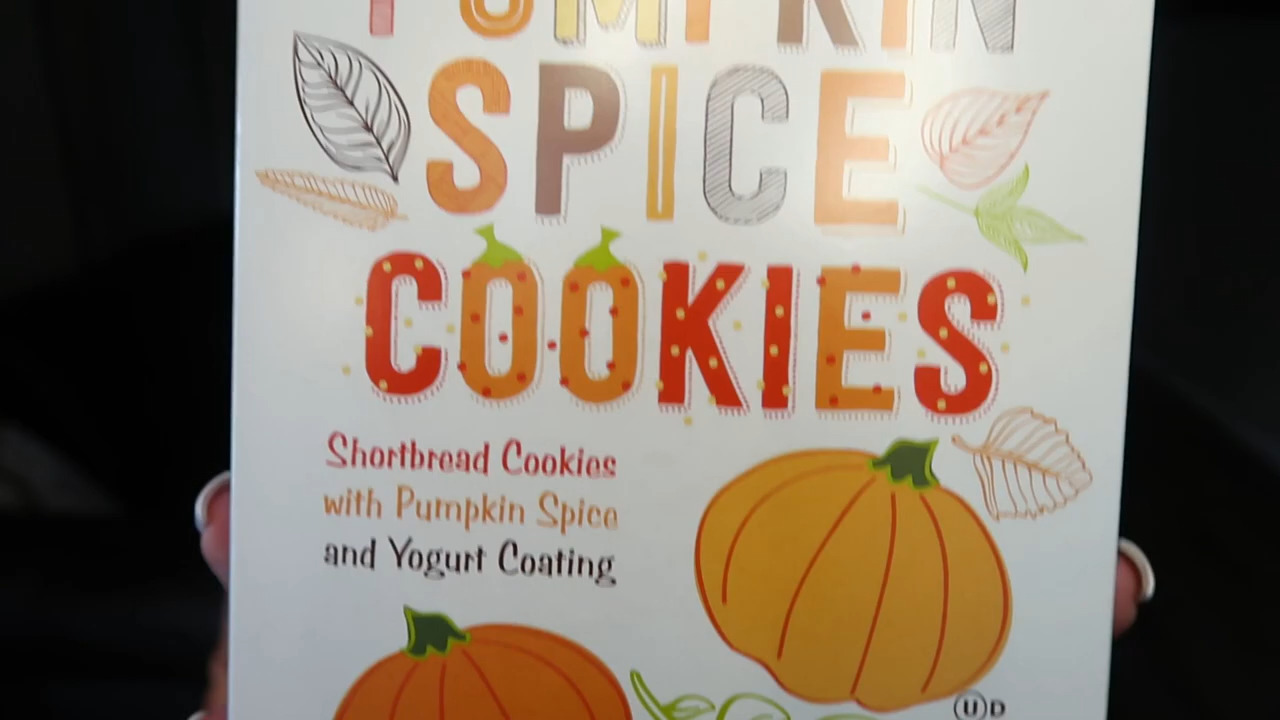 PUMPKIN
SPICE
COOKIES
Shortbread Cookies
with Pumpkin Spice
and Yogurt Coating
U D